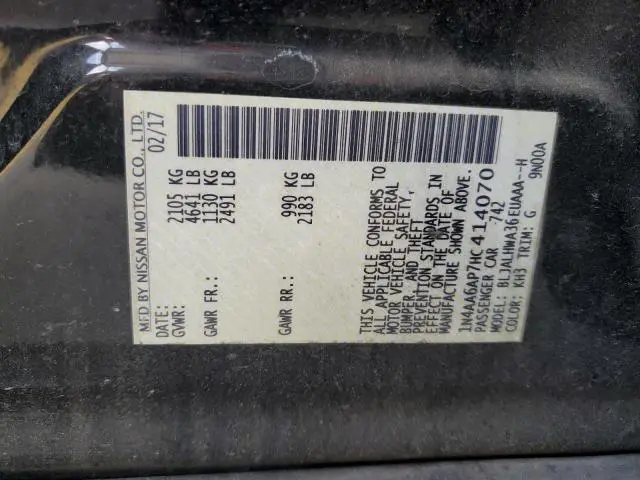 MFD BY NISSAN MOTOR CO., LTD.
DATE: 02/17
GVWR: 2105 KG
4641 LB
GAWR FR: 1130 KG
2491 LB
GAWR RR: 990 KG
2183 LB
THIS VEHICLE CONFORMS TO
ALL APPLICABLE FEDERAL
MOTOR VEHICLE SAFETY,
BUMPER, AND THEFT
PREVENTION STANDARDS IN
EFFECT ON THE DATE OF
MANUFACTURE SHOWN ABOVE.
1N4AA6AP7HC414070
PASSENGER CAR -742
MODEL: BLJALHWA36EUAAA--H
COLOR: KH3 TRIM: G 9N00A